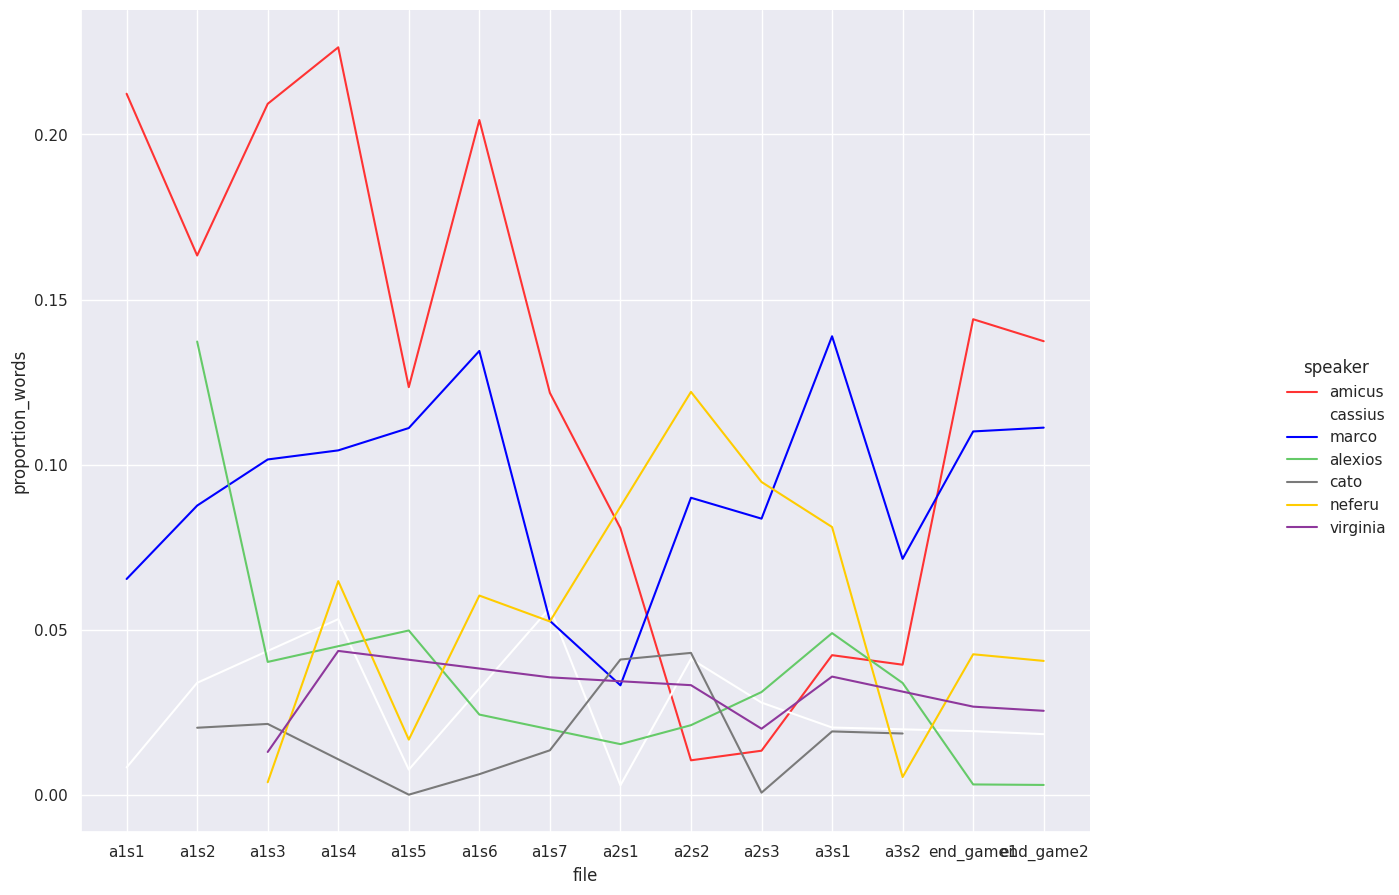 proportion_words
0.20
0.15
0.10
0.05
0.00
a1s1 a1s2 a1s3 a1s4 a1s5 a1s6 a1s7 a2s1 a2s2 a2s3 a3s1 a3s2 end_game1 end_game2
file
speaker
amicus
cassius
marco
alexios
cato
neferu
virginia